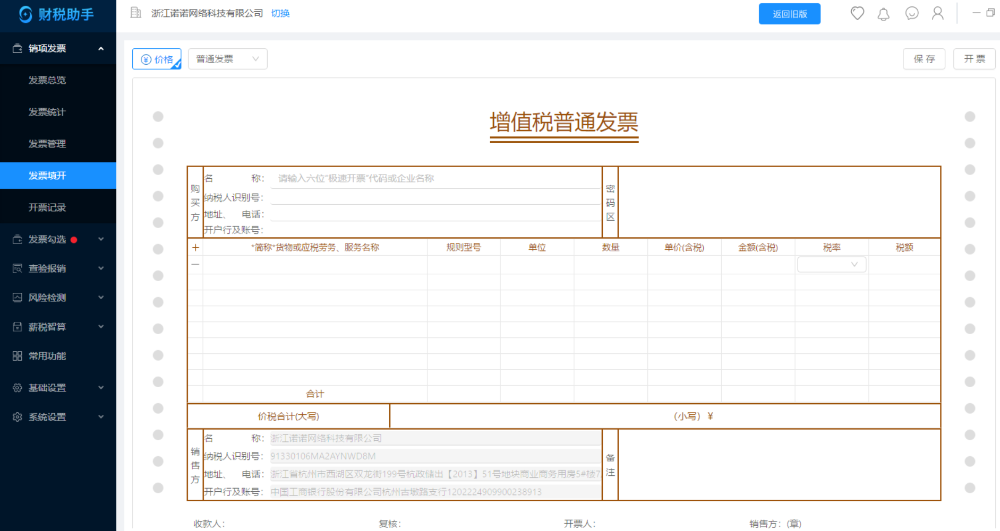 财税助手
浙江诺诺网络科技有限公司 切换
返回旧版
销项发票
发票总览
发票统计
发票管理
发票填开
开票记录
发票勾选
查验报销
风险检测
薪税智算
常用功能
基础设置
系统设置
价格
普通发票
保存
开票
增值税普通发票
购买方
名称：请输入六位"极速开票"代码或企业名称
纳税人识别号：
地址、电话：
开户行及账号：
密码区
+ *简称*货物或应税劳务、服务名称 规则型号 单位 数量 单价(含税) 金额(含税) 税率 税额
合计
价税合计(大写) （小写）¥
销售方
名称：浙江诺诺网络科技有限公司
纳税人识别号：91330106MA2AYNWD8M
地址、电话：浙江省杭州市西湖区双龙街199号杭政储出【2013】51号地块商业商务用房5#楼7
开户行及账号：中国工商银行股份有限公司杭州古墩路支行1202224909900238913
备注
收款人： 复核： 开票人： 销售方：(章)